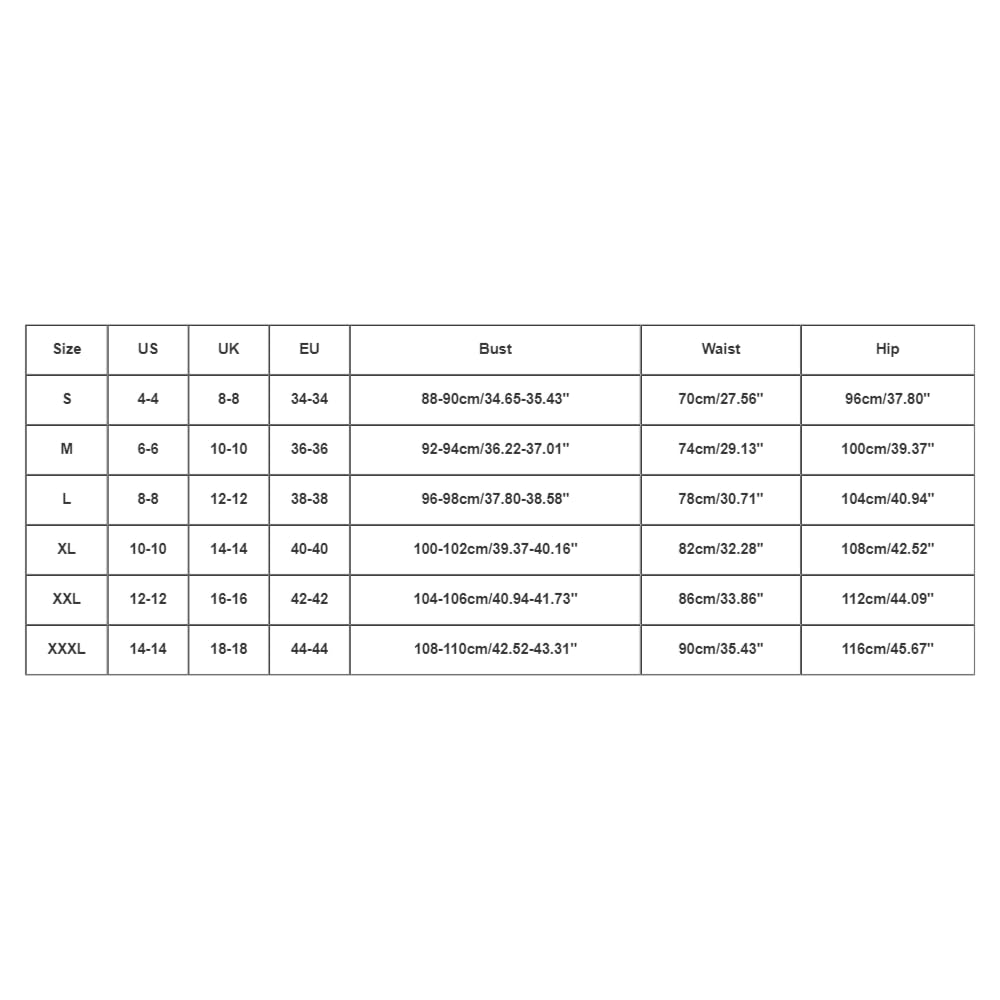 Size US UK EU Bust Waist Hip
S 4-4 8-8 34-34 88-90cm/34.65-35.43" 70cm/27.56" 96cm/37.80"
M 6-6 10-10 36-36 92-94cm/36.22-37.01" 74cm/29.13" 100cm/39.37"
L 8-8 12-12 38-38 96-98cm/37.80-38.58" 78cm/30.71" 104cm/40.94"
XL 10-10 14-14 40-40 100-102cm/39.37-40.16" 82cm/32.28" 108cm/42.52"
XXL 12-12 16-16 42-42 104-106cm/40.94-41.73" 86cm/33.86" 112cm/44.09"
XXXL 14-14 18-18 44-44 108-110cm/42.52-43.31" 90cm/35.43" 116cm/45.67"